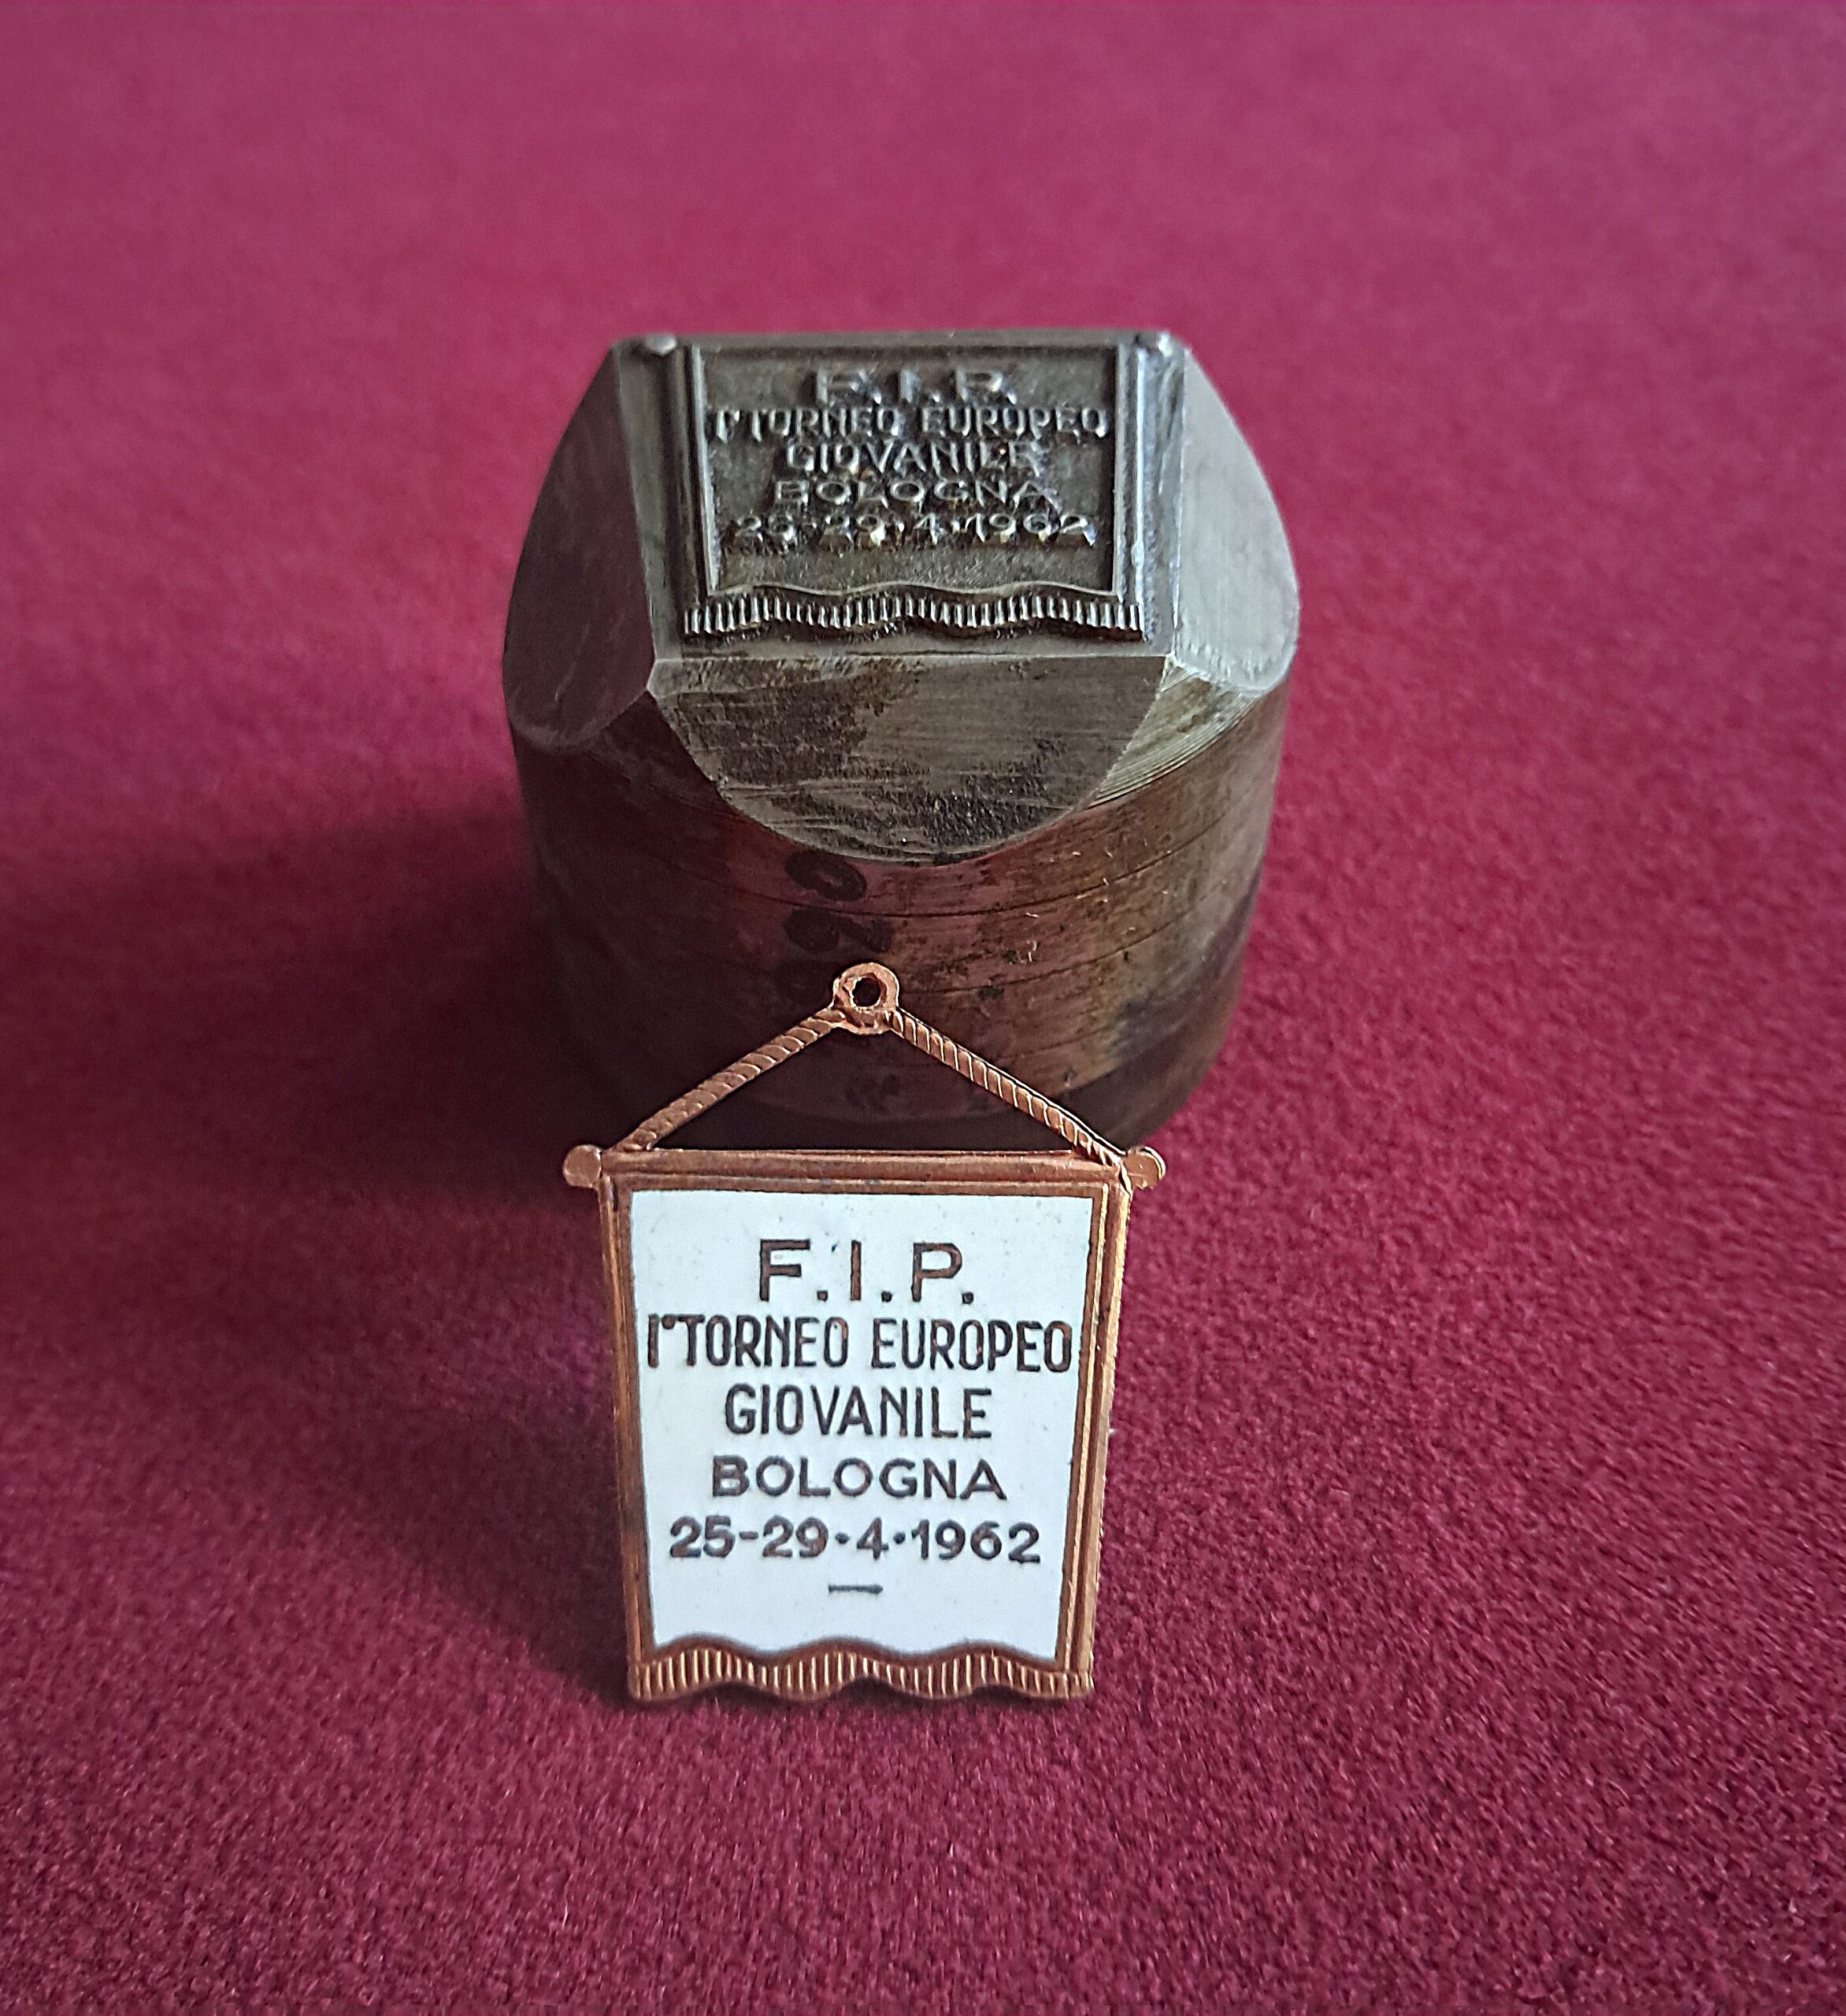 F.I.P.
I° TORNEO EUROPEO
GIOVANILE
BOLOGNA
25-29·4·1962
F.I.P.
I° TORNEO EUROPEO
GIOVANILE
BOLOGNA
25-29·4·1962